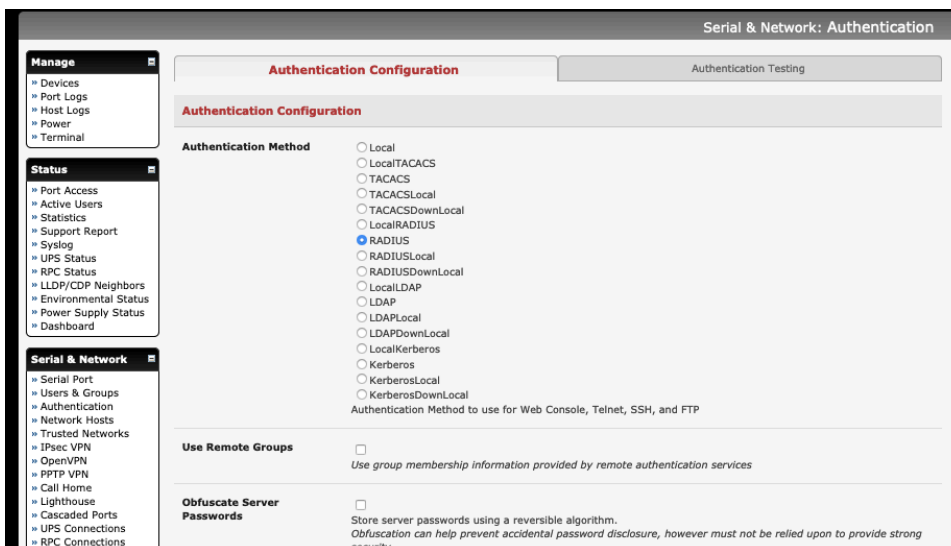 Serial & Network: Authentication
Manage
» Devices
» Port Logs
» Host Logs
» Power
» Terminal
Status
» Port Access
» Active Users
» Statistics
» Support Report
» Syslog
» UPS Status
» RPC Status
» LLDP/CDP Neighbors
» Environmental Status
» Power Supply Status
» Dashboard
Serial & Network
» Serial Port
» Users & Groups
» Authentication
» Network Hosts
» Trusted Networks
» IPsec VPN
» OpenVPN
» PPTP VPN
» Call Home
» Lighthouse
» Cascaded Ports
» UPS Connections
» RPC Connections
Authentication Configuration
Authentication Testing
Authentication Configuration
Authentication Method
Local
LocalTACACS
TACACS
TACACSLocal
TACACSDownLocal
LocalRADIUS
RADIUS
RADIUSLocal
RADIUSDownLocal
LocalLDAP
LDAP
LDAPLocal
LDAPDownLocal
LocalKerberos
Kerberos
KerberosLocal
KerberosDownLocal
Authentication Method to use for Web Console, Telnet, SSH, and FTP
Use Remote Groups
Use group membership information provided by remote authentication services
Obfuscate Server
Passwords
Store server passwords using a reversible algorithm.
Obfuscation can help prevent accidental password disclosure, however must not be relied upon to provide strong